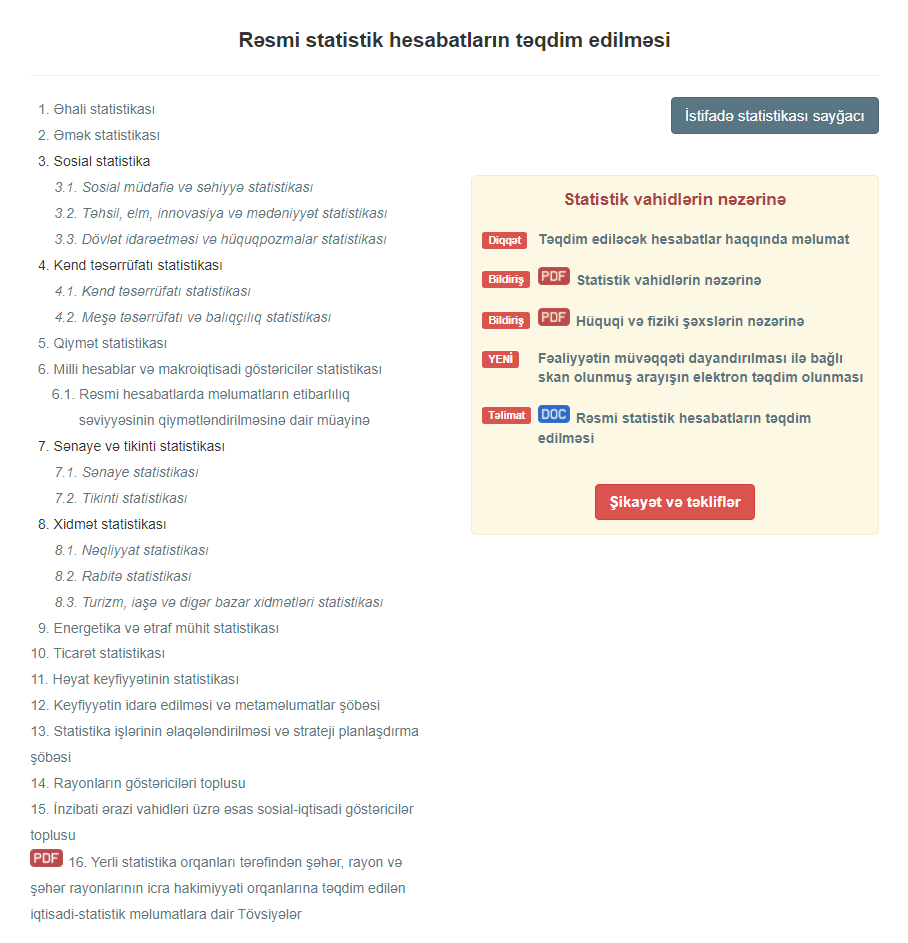 Rəsmi statistik hesabatların təqdim edilməsi
1. Əhali statistikası
2. Əmək statistikası
3. Sosial statistika
3.1. Sosial müdafiə və səhiyyə statistikası
3.2. Təhsil, elm, innovasiya və mədəniyyət statistikası
3.3. Dövlət idarəetməsi və hüquqpozmalar statistikası
4. Kənd təsərrüfatı statistikası
4.1. Kənd təsərrüfatı statistikası
4.2. Meşə təsərrüfatı və balıqçılıq statistikası
5. Qiymət statistikası
6. Milli hesablar və makroiqtisadi göstəricilər statistikası
6.1. Rəsmi hesabatlarda məlumatların etibarlılıq
səviyyəsinin qiymətləndirilməsinə dair müayinə
7. Sənaye və tikinti statistikası
7.1. Sənaye statistikası
7.2. Tikinti statistikası
8. Xidmət statistikası
8.1. Nəqliyyat statistikası
8.2. Rabitə statistikası
8.3. Turizm, iaşə və digər bazar xidmətləri statistikası
9. Energetika və ətraf mühit statistikası
10. Ticarət statistikası
11. Həyat keyfiyyətinin statistikası
12. Keyfiyyətin idarə edilməsi və metaməlumatlar şöbəsi
13. Statistika işlərinin əlaqələndirilməsi və strateji planlaşdırma
şöbəsi
14. Rayonların göstəriciləri toplusu
15. İnzibati ərazi vahidləri üzrə əsas sosial-iqtisadi göstəricilər
toplusu
PDF 16. Yerli statistika orqanları tərəfindən şəhər, rayon və
şəhər rayonlarının icra hakimiyyəti orqanlarına təqdim edilən
iqtisadi-statistik məlumatlara dair Tövsiyələr
İstifadə statistikası sayğacı
Statistik vahidlərin nəzərinə
Diqqət Təqdim ediləcək hesabatlar haqqında məlumat
Bildiriş PDF Statistik vahidlərin nəzərinə
Bildiriş PDF Hüquqi və fiziki şəxslərin nəzərinə
YENİ Fəaliyyətin müvəqqəti dayandırılması ilə bağlı
skan olunmuş arayışın elektron təqdim olunması
Təlimat DOC Rəsmi statistik hesabatların təqdim
edilməsi
Şikayət və təkliflər